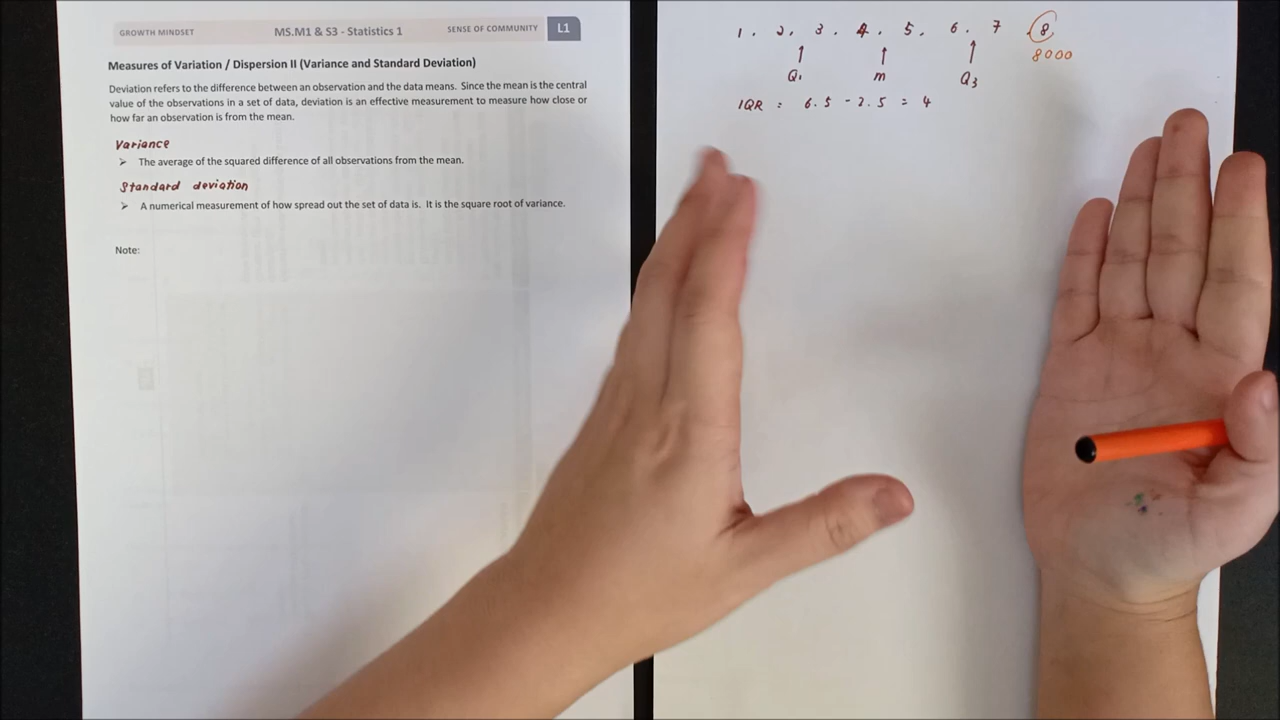 GROWTH MINDSET MS.M1 & S3 - Statistics 1 SENSE OF COMMUNITY L1
Measures of Variation / Dispersion II (Variance and Standard Deviation)
Deviation refers to the difference between an observation and the data means. Since the mean is the central
value of the observations in a set of data, deviation is an effective measurement to measure how close or
how far an observation is from the mean.
Variance
➢ The average of the squared difference of all observations from the mean.
Standard deviation
➢ A numerical measurement of how spread out the set of data is. It is the square root of variance.
Note:
1. 2. 3. 4. 5. 6. 7 8
8000
Q1 m Q3
IQR = 6.5 - 2.5 = 4